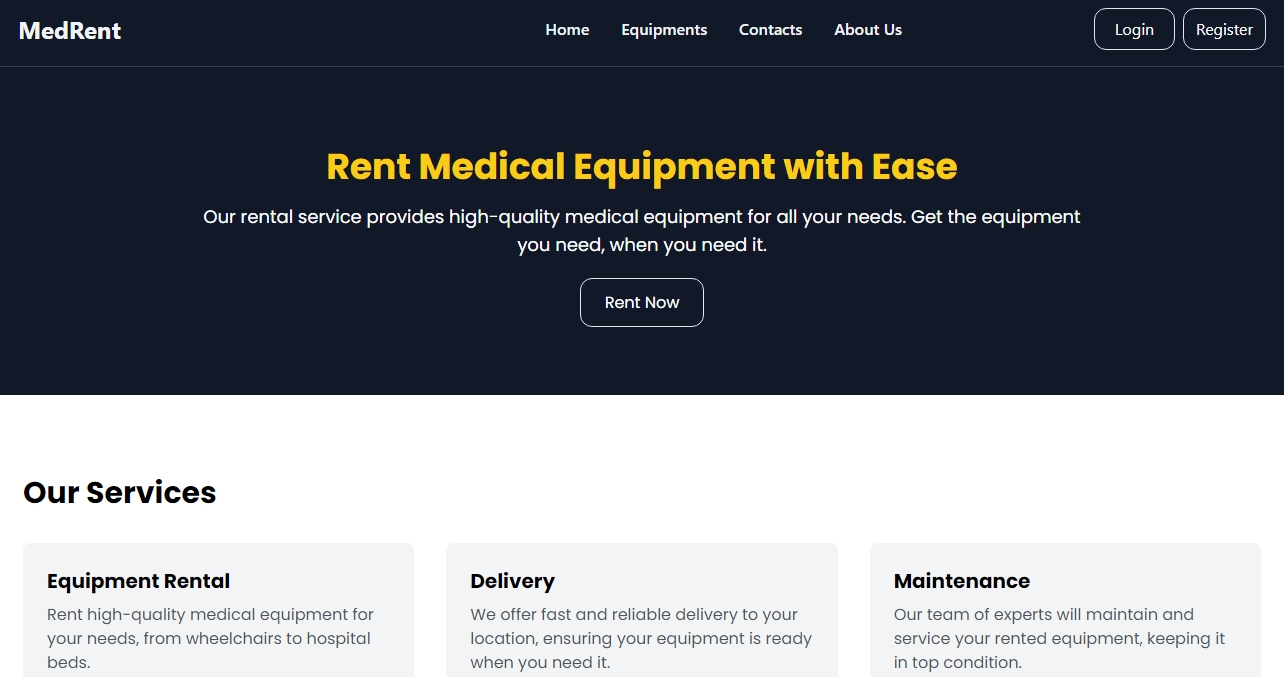 MedRent
Home
Equipments
Contacts
About Us
Login
Register
Rent Medical Equipment with Ease
Our rental service provides high-quality medical equipment for all your needs. Get the equipment
you need, when you need it.
Rent Now
Our Services
Equipment Rental
Rent high-quality medical equipment for
your needs, from wheelchairs to hospital
beds.
Delivery
We offer fast and reliable delivery to your
location, ensuring your equipment is ready
when you need it.
Maintenance
Our team of experts will maintain and
service your rented equipment, keeping it
in top condition.